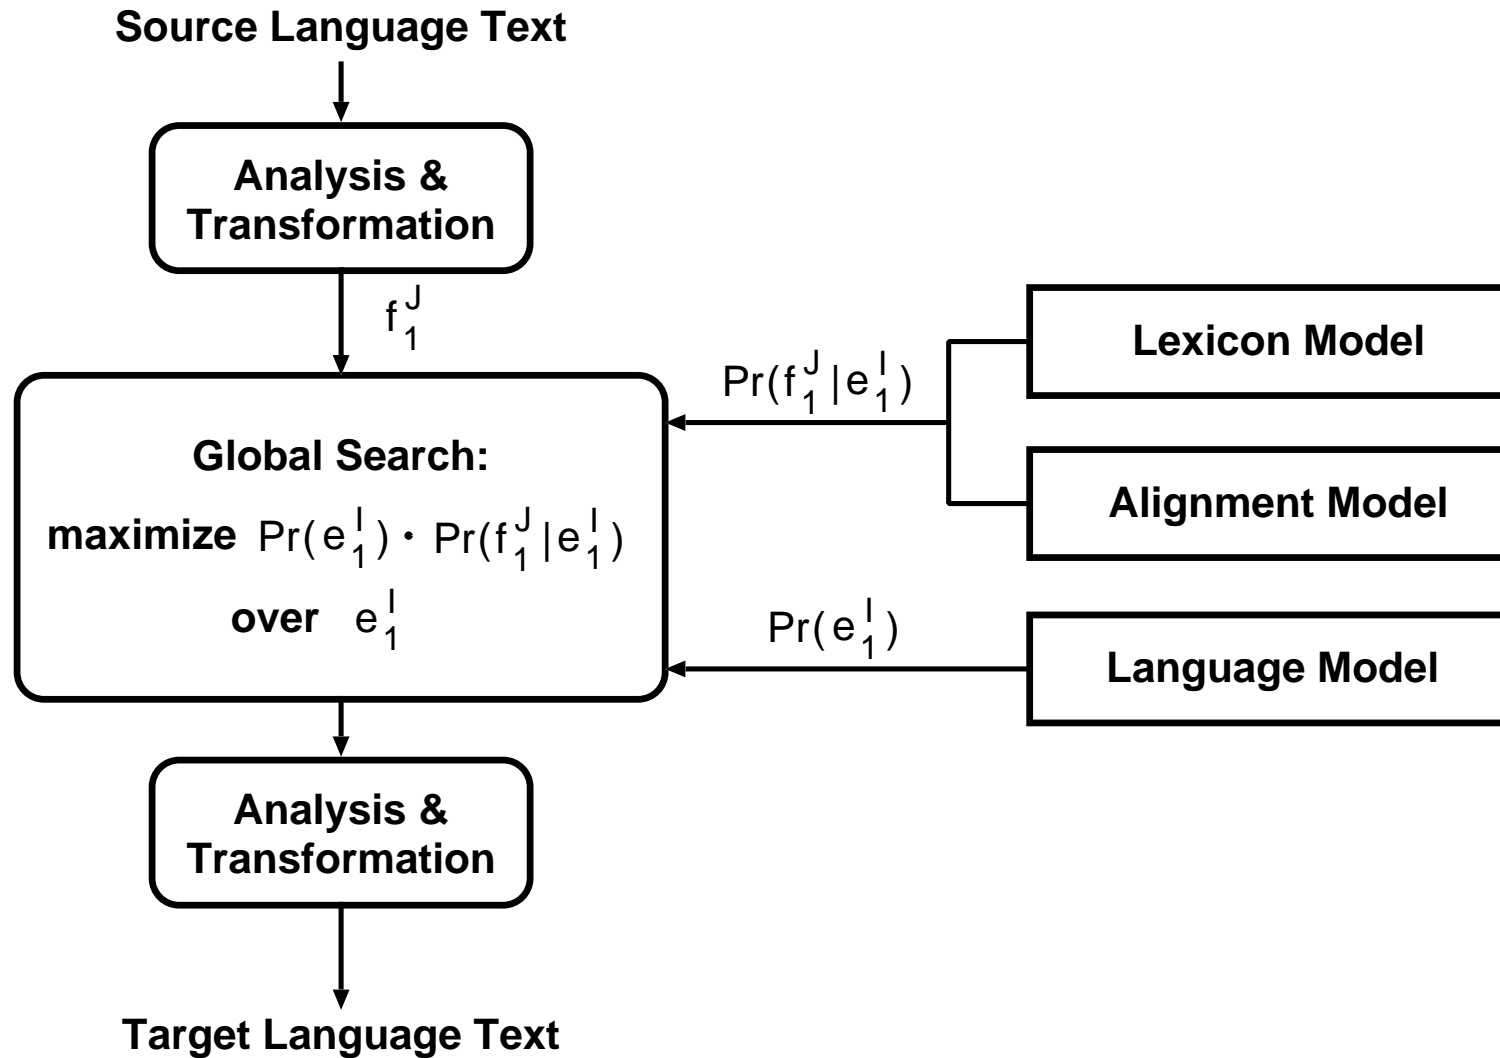 Source Language Text
Analysis &
Transformation
f_1^J
Global Search:
maximize Pr(e_1^I) · Pr(f_1^J|e_1^I)
over e_1^I
Pr(f_1^J|e_1^I)
Lexicon Model
Alignment Model
Pr(e_1^I)
Language Model
Analysis &
Transformation
Target Language Text